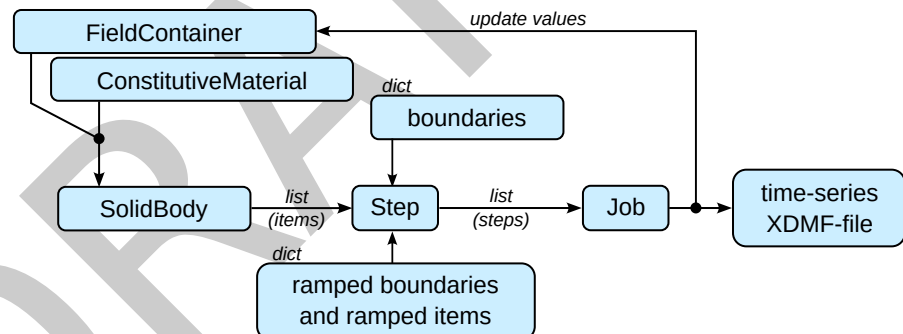 update values
FieldContainer
ConstitutiveMaterial
dict
boundaries
SolidBody
list
(items)
Step
list
(steps)
Job
time-series
XDMF-file
dict
ramped boundaries
and ramped items